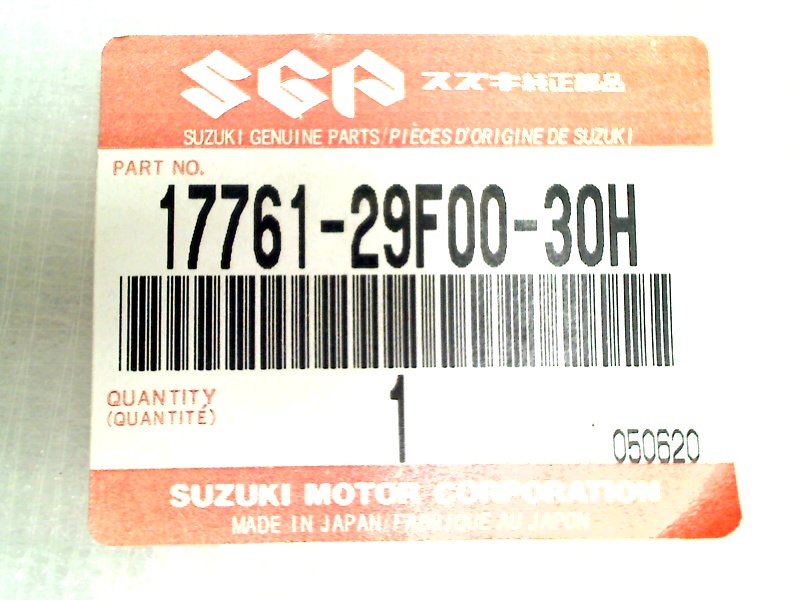 SGP スズキ純正部品
SUZUKI GENUINE PARTS/PIÈCES D'ORIGINE DE SUZUKI
PART NO.
17761-29F00-30H
QUANTITY 1
(QUANTITÉ)
050620
SUZUKI MOTOR CORPORATION
MADE IN JAPAN/FABRIQUÉ AU JAPON